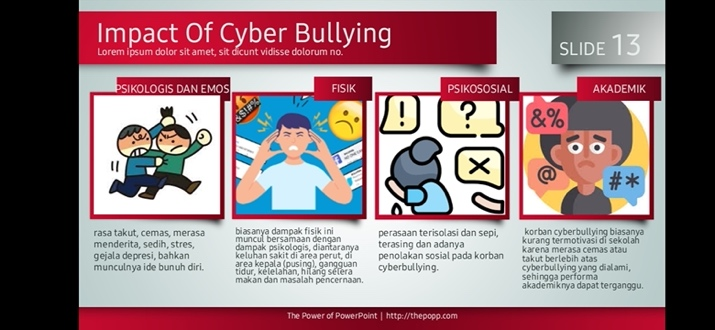 Impact Of Cyber Bullying
Lorem ipsum dolor sit amet, sit dicunt vidisse dolorum no.
SLIDE 13
PSIKOLOGIS DAN EMOS
FISIK
PSIKOSOSIAL
AKADEMIK
!
?
X
&%
@
#*
rasa takut, cemas, merasa
menderita, sedih, stres,
gejala depresi, bahkan
munculnya ide bunuh diri.
biasanya dampak fisik ini
muncul bersamaan dengan
dampak psikologis, diantaranya
keluhan sakit di area perut, di
area kepala (pusing), gangguan
tidur, kelelahan, hilang selera
makan dan masalah pencernaan.
perasaan terisolasi dan sepi,
terasing dan adanya
penolakan sosial pada korban
cyberbullying.
korban cyberbullying biasanya
kurang termotivasi di sekolah
karena merasa cemas atau
takut berlebih atas
cyberbullying yang dialami,
sehingga performa
akademiknya dapat terganggu.
The Power of PowerPoint | http://thepopp.com